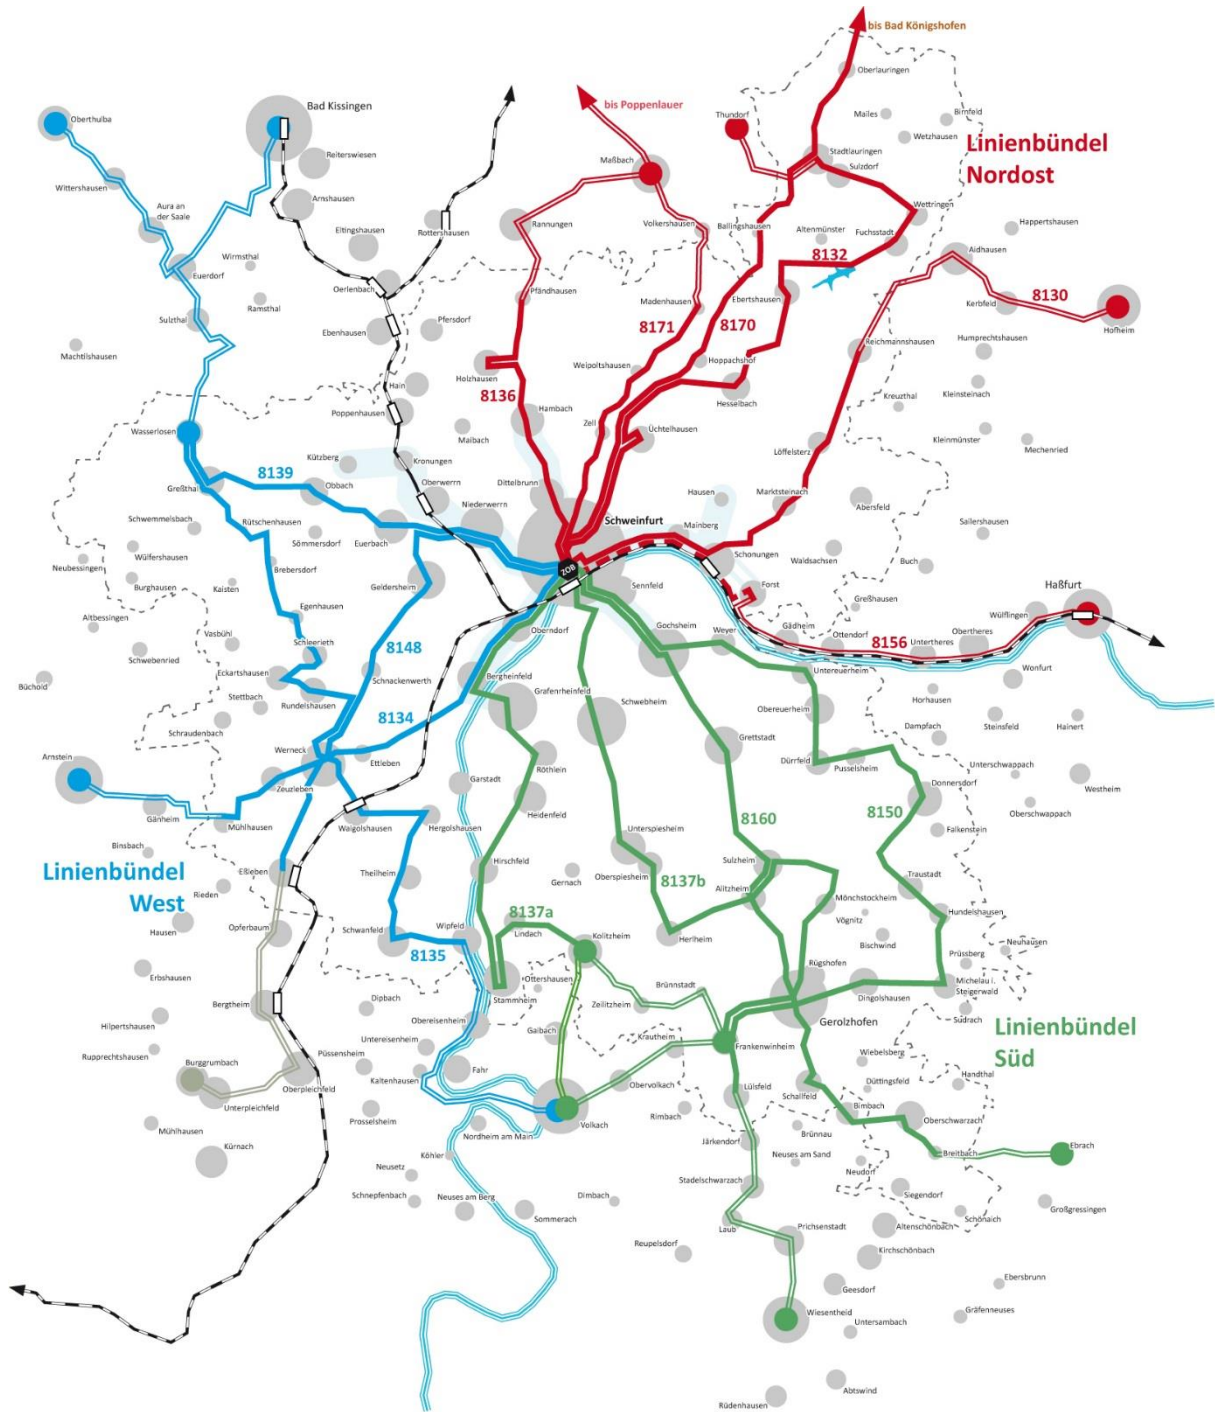 bis Bad Königshofen
Oberlauringen
Bad Kissingen
bis Poppenlauer
Thundorf
Mailes
Birnfeld
Oberthulba
Wetzhausen
Linienbündel
Nordost
Reiterswiesen
Stadtlauringen
Maßbach
Sulzdorf
Wittershausen
Arnshausen
Aura an
der Saale
Eltingshausen
Rottershausen
Rannungen
Volkershausen
Ballingshausen
Altenmünster
Wettringen
Fuchsstadt
Happertshausen
Aidhausen
8132
Wirmsthal
Euerdorf
Oerlenbach
Ramsthal
Pfändhausen
Madenhausen
Ebertshausen
Kerbfeld
8130
Hofheim
Sulzthal
Ebenhausen
Pfersdorf
8171
8170
Reichmannshausen
Humprechtshausen
Machtilshausen
Holzhausen
Weipoltshausen
Hoppachshof
Hain
8136
Hesselbach
Kleinsteinach
Kreuzthal
Poppenhausen
Hambach
Wasserlosen
Maibach
Zell
Üchtelhausen
Kleinmünster
Mechenried
Löffelsterz
Kützberg
Kronungen
8139
Oberwerrn
Dittelbrunn
Greßthal
Obbach
Niederwerrn
Hausen
Marktsteinach
Abersfeld
Schwemmelsbach
Rütschenhausen
Sömmersdorf
Euerbach
Schweinfurt
Mainberg
Sailershausen
Schonungen
Waldsachsen
Wülfershausen
Neubessingen
Brebersdorf
ZOB
Buch
Burghausen
Kaisten
Geldersheim
Sennfeld
Forst
Haßfurt
Greßhausen
Altbessingen
Egenhausen
Wülflingen
Vasbühl
Oberndorf
Gochsheim
Weyer
Gädheim
Ottendorf
8156
Untertheres
Obertheres
Schwebenried
Schleerieth
8148
Büchold
Eckartshausen
Schnackenwerth
Bergrheinfeld
Untereuerheim
Wonfurt
Stettbach
Rundelshausen
Grafenrheinfeld
Schwebheim
Obereuerheim
Horhausen
8134
Schraudenbach
Dampfach
Steinsfeld
Hainert
Arnstein
Werneck
Ettleben
Grettstadt
Röthlein
Dürrfeld
Pusselsheim
Unterschwappach
Zeuzleben
Garstadt
Donnersdorf
Westheim
Gänheim
Mühlhausen
Waigolshausen
Hergolshausen
Heidenfeld
8160
8150
Oberschwappach
Binsbach
Unterspiesheim
Falkenstein
Linienbündel
West
Eßleben
Theilheim
Hirschfeld
Gernach
Oberspiesheim
Sulzheim
Traustadt
Rieden
8137b
Alitzheim
Mönchstockheim
Hausen
Opferbaum
Schwanfeld
Wipfeld
8137a
Lindach
Kolitzheim
Herlheim
Vögnitz
Hundelshausen
Bischwind
Neuhausen
8135
Erbshausen
Rügshofen
Prüssberg
Ottershausen
Brünnstadt
Michelau i.
Steigerwald
Bergtheim
Dipbach
Stammheim
Zeilitzheim
Dingolshausen
Sudrach
Hilpertshausen
Obereisenheim
Gerolzhofen
Linienbündel
Süd
Gaibach
Krautheim
Frankenwinheim
Rupprechtshausen
Untereisenheim
Püssensheim
Wiebelsberg
Burggrumbach
Kaltenhausen
Fahr
Oberpleichfeld
Obervolkach
Lülsfeld
Schallfeld
Düttingsfeld
Handthal
Unterpleichfeld
Bimbach
Mühlhausen
Prosselsheim
Rimbach
Oberschwarzach
Nordheim am Main
Volkach
Brünnau
Kürnach
Järkendorf
Ebrach
Köhler
Neuses am Sand
Breitbach
Neusetz
Neudorf
Stadelschwarzach
Schnepfenbach
Neuses am Berg
Dimbach
Siegendorf
Großgressingen
Sommerach
Laub
Prichsenstadt
Altenschönbach
Schönaich
Reupelsdorf
Kirchschönbach
Ebersbrunn
Geesdorf
Wiesentheid
Gräfenneuses
Untersambach
Abtswind
Rüdenhausen